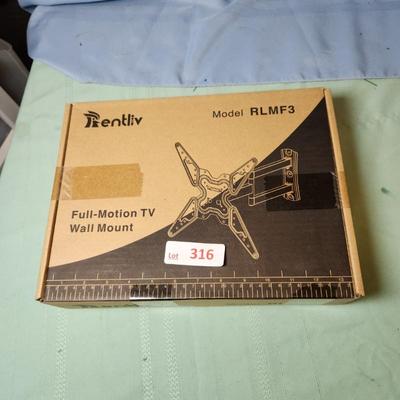 Rentliv
Model RLMF3
Full-Motion TV
Wall Mount
Lot 316